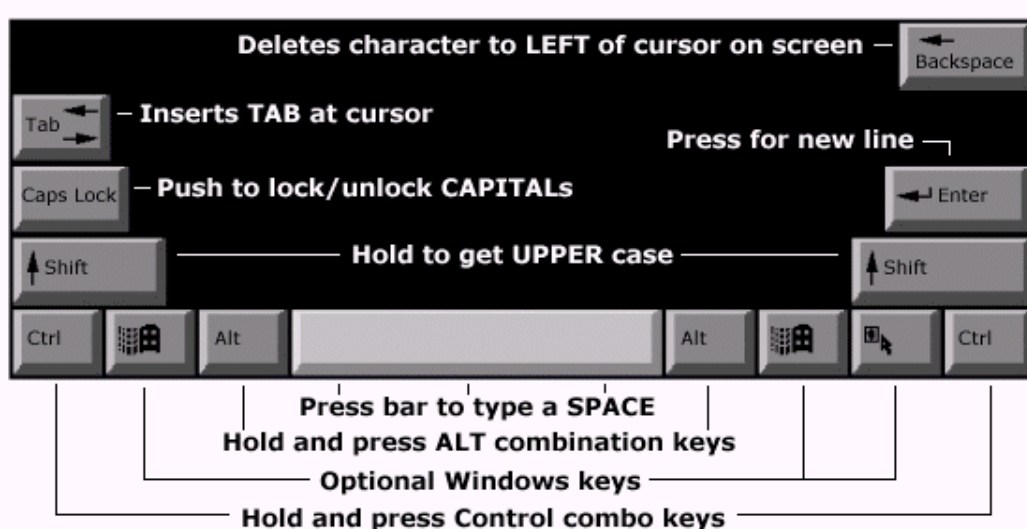 Deletes character to LEFT of cursor on screen
Backspace
Tab
Inserts TAB at cursor
Press for new line
Caps Lock
Push to lock/unlock CAPITALs
Enter
Shift
Hold to get UPPER case
Shift
Ctrl
Alt
Alt
Ctrl
Press bar to type a SPACE
Hold and press ALT combination keys
Optional Windows keys
Hold and press Control combo keys